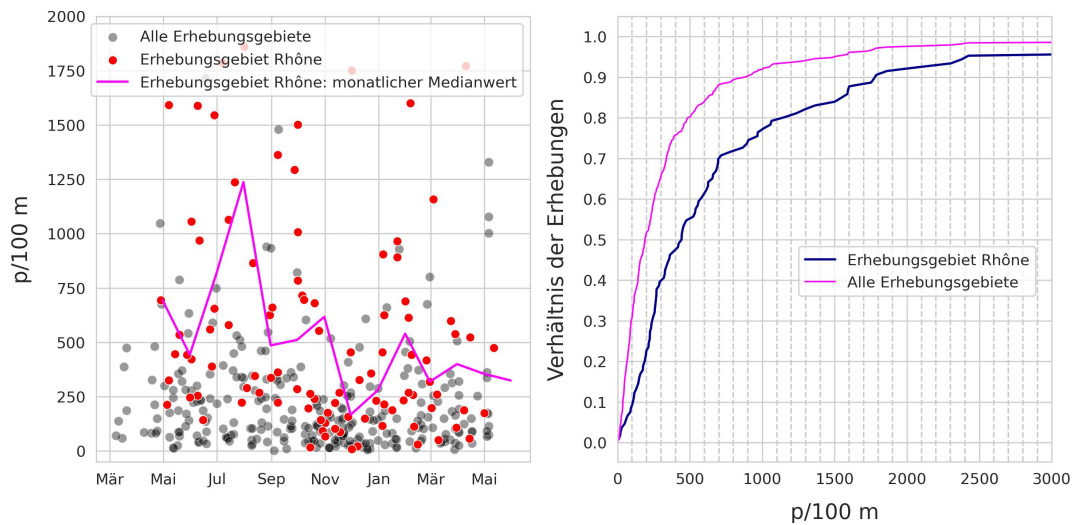 2000
1750
1500
1250
1000
750
500
250
0
p/100 m
Alle Erhebungsgebiete
Erhebungsgebiet Rhône
Erhebungsgebiet Rhône: monatlicher Medianwert
Mär Mai Jul Sep Nov Jan Mär Mai
1.0
0.9
0.8
0.7
0.6
0.5
0.4
0.3
0.2
0.1
0.0
Verhältnis der Erhebungen
Erhebungsgebiet Rhône
Alle Erhebungsgebiete
0 500 1000 1500 2000 2500 3000
p/100 m